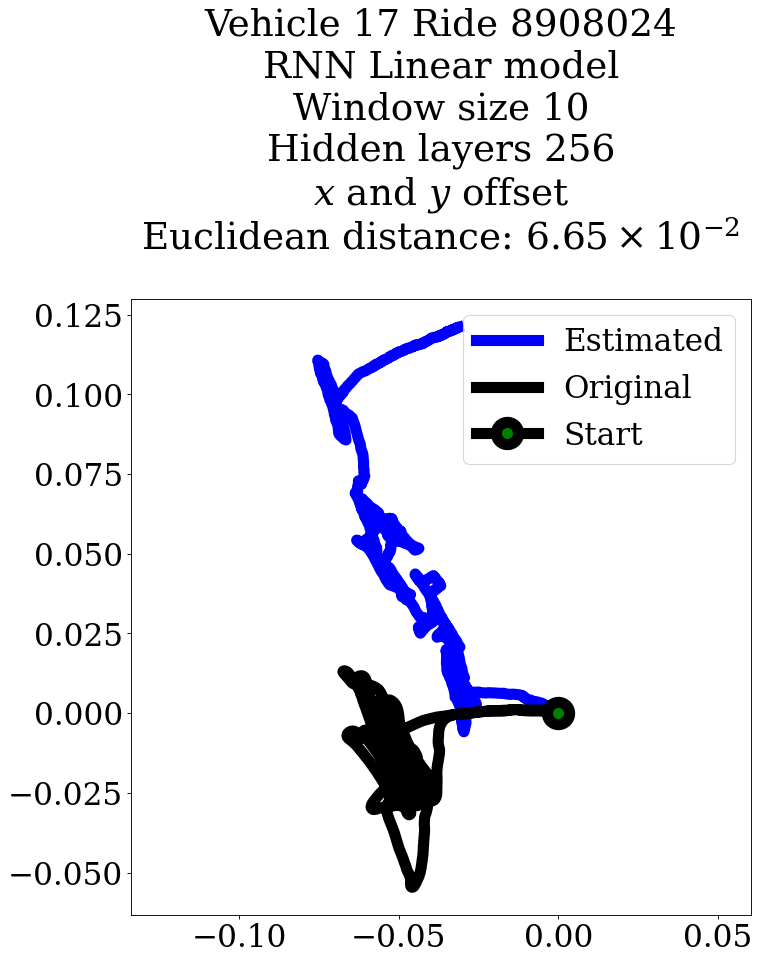 Vehicle 17 Ride 8908024
RNN Linear model
Window size 10
Hidden layers 256
x and y offset
Euclidean distance: 6.65 × 10⁻²
Estimated
Original
Start
0.125
0.100
0.075
0.050
0.025
0.000
−0.025
−0.050
−0.10 −0.05 0.00 0.05